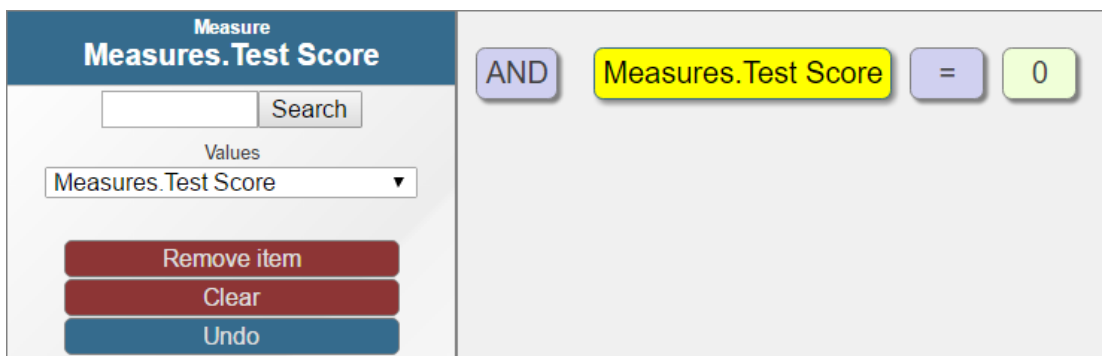 Measure
Measures.Test Score
Search
Values
Measures.Test Score
Remove item
Clear
Undo
AND Measures.Test Score = 0